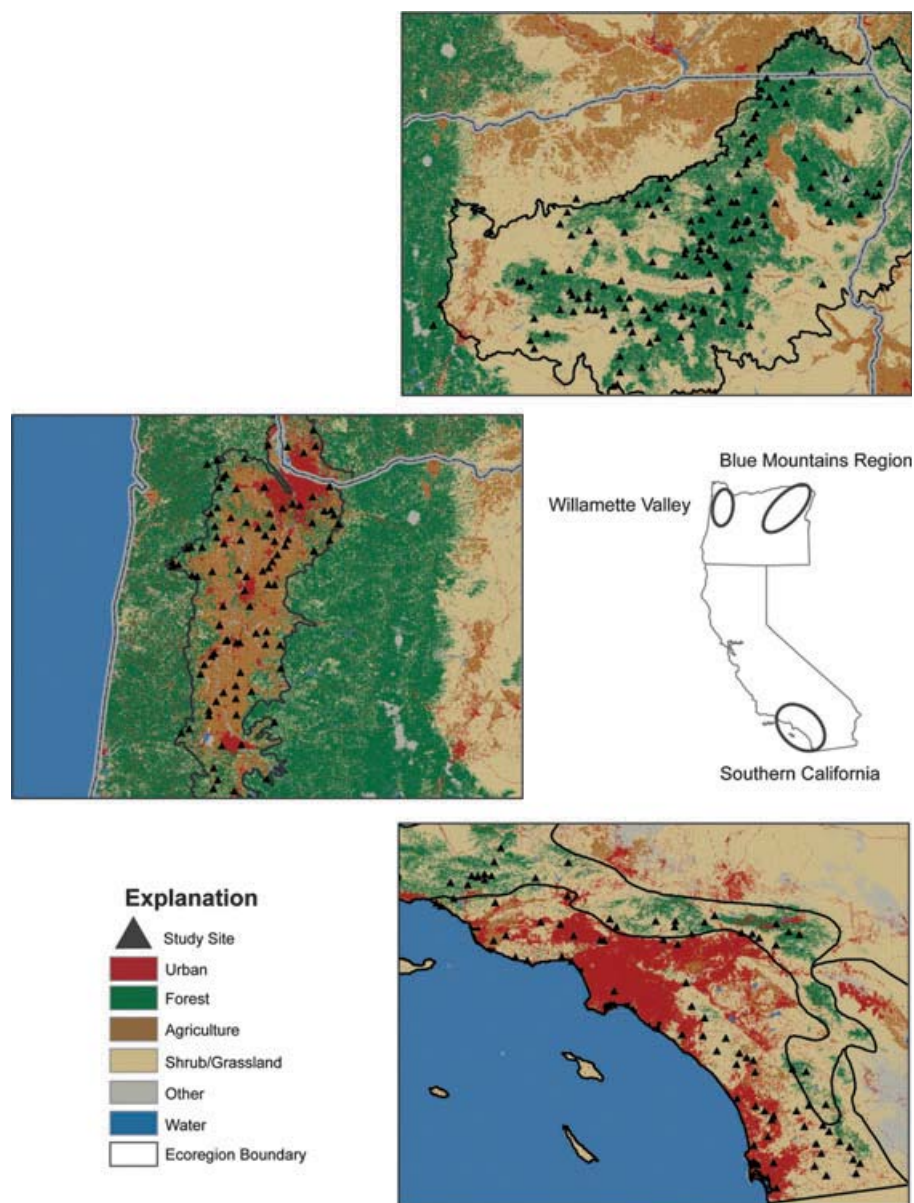 Blue Mountains Region
Willamette Valley
Southern California
Explanation
Study Site
Urban
Forest
Agriculture
Shrub/Grassland
Other
Water
Ecoregion Boundary